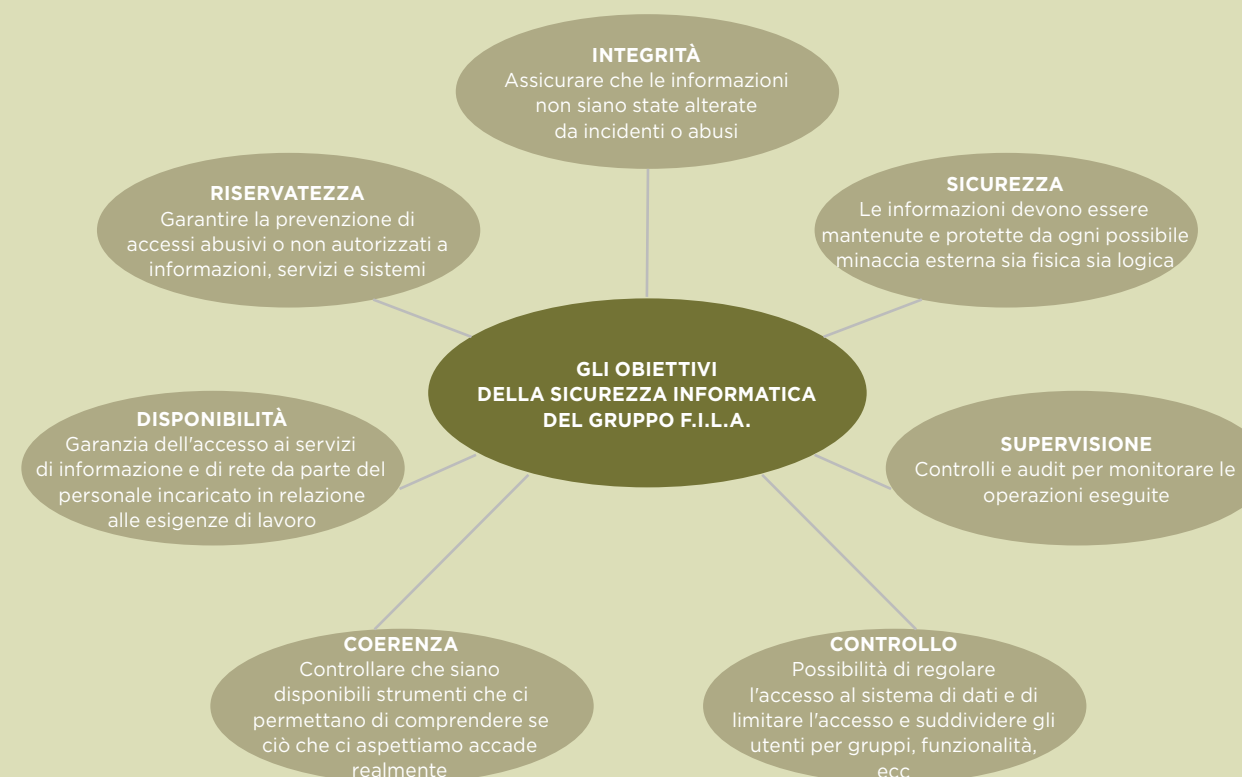 INTEGRITÀ
Assicurare che le informazioni
non siano state alterate
da incidenti o abusi
RISERVATEZZA
Garantire la prevenzione di
accessi abusivi o non autorizzati a
informazioni, servizi e sistemi
SICUREZZA
Le informazioni devono essere
mantenute e protette da ogni possibile
minaccia esterna sia fisica sia logica
GLI OBIETTIVI
DELLA SICUREZZA INFORMATICA
DEL GRUPPO F.I.L.A.
DISPONIBILITÀ
Garanzia dell'accesso ai servizi
di informazione e di rete da parte del
personale incaricato in relazione
alle esigenze di lavoro
SUPERVISIONE
Controlli e audit per monitorare le
operazioni eseguite
COERENZA
Controllare che siano
disponibili strumenti che ci
permettano di comprendere se
ciò che ci aspettiamo accade
realmente
CONTROLLO
Possibilità di regolare
l'accesso al sistema di dati e di
limitare l'accesso e suddividere gli
utenti per gruppi, funzionalità,
ecc